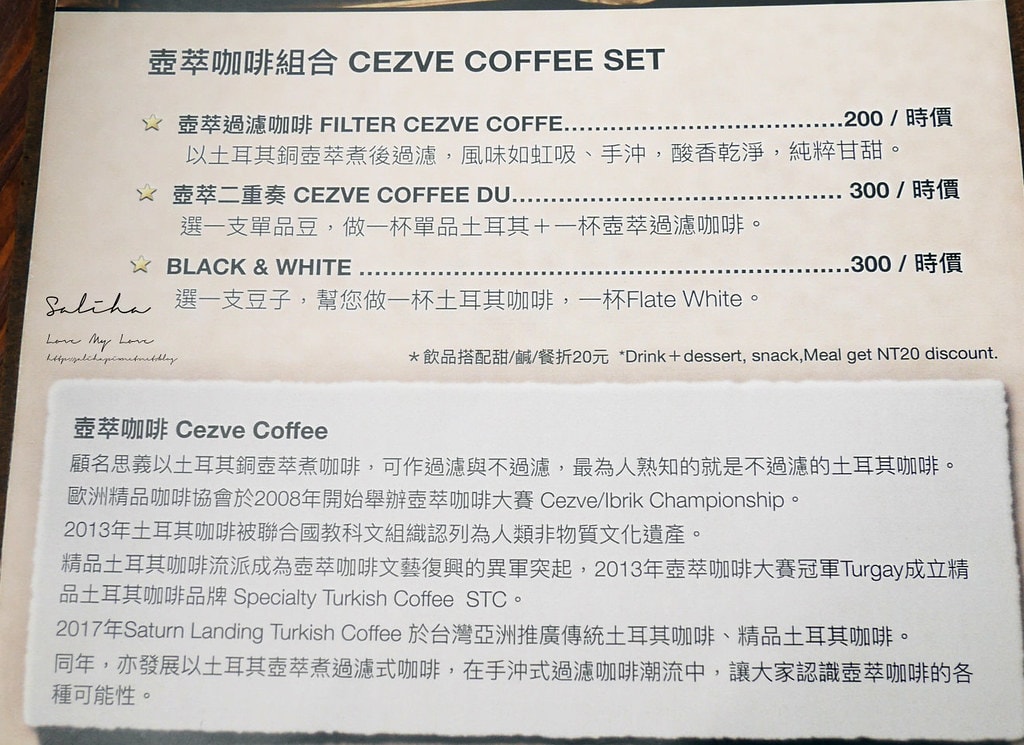 壺萃咖啡組合 CEZVE COFFEE SET
壺萃過濾咖啡 FILTER CEZVE COFFE....................................200 / 時價
以土耳其銅壺萃煮後過濾，風味如虹吸、手沖，酸香乾淨，純粹甘甜。
壺萃二重奏 CEZVE COFFEE DU........................................... 300 / 時價
選一支單品豆，做一杯單品土耳其＋一杯壺萃過濾咖啡。
BLACK & WHITE ................................................................300 / 時價
選一支豆子，幫您做一杯土耳其咖啡，一杯Flate White。
Saliha
Love My Love
＊飲品搭配甜/鹹/餐折20元 *Drink＋dessert, snack,Meal get NT20 discount.
壺萃咖啡 Cezve Coffee
顧名思義以土耳其銅壺萃煮咖啡，可作過濾與不過濾，最為人熟知的就是不過濾的土耳其咖啡。
歐洲精品咖啡協會於2008年開始舉辦壺萃咖啡大賽 Cezve/Ibrik Championship。
2013年土耳其咖啡被聯合國教科文組織認列為人類非物質文化遺產。
精品土耳其咖啡流派成為壺萃咖啡文藝復興的異軍突起，2013年壺萃咖啡大賽冠軍Turgay成立精
品土耳其咖啡品牌 Specialty Turkish Coffee STC。
2017年Saturn Landing Turkish Coffee 於台灣亞洲推廣傳統土耳其咖啡、精品土耳其咖啡。
同年，亦發展以土耳其壺萃煮過濾式咖啡，在手沖式過濾咖啡潮流中，讓大家認識壺萃咖啡的各
種可能性。